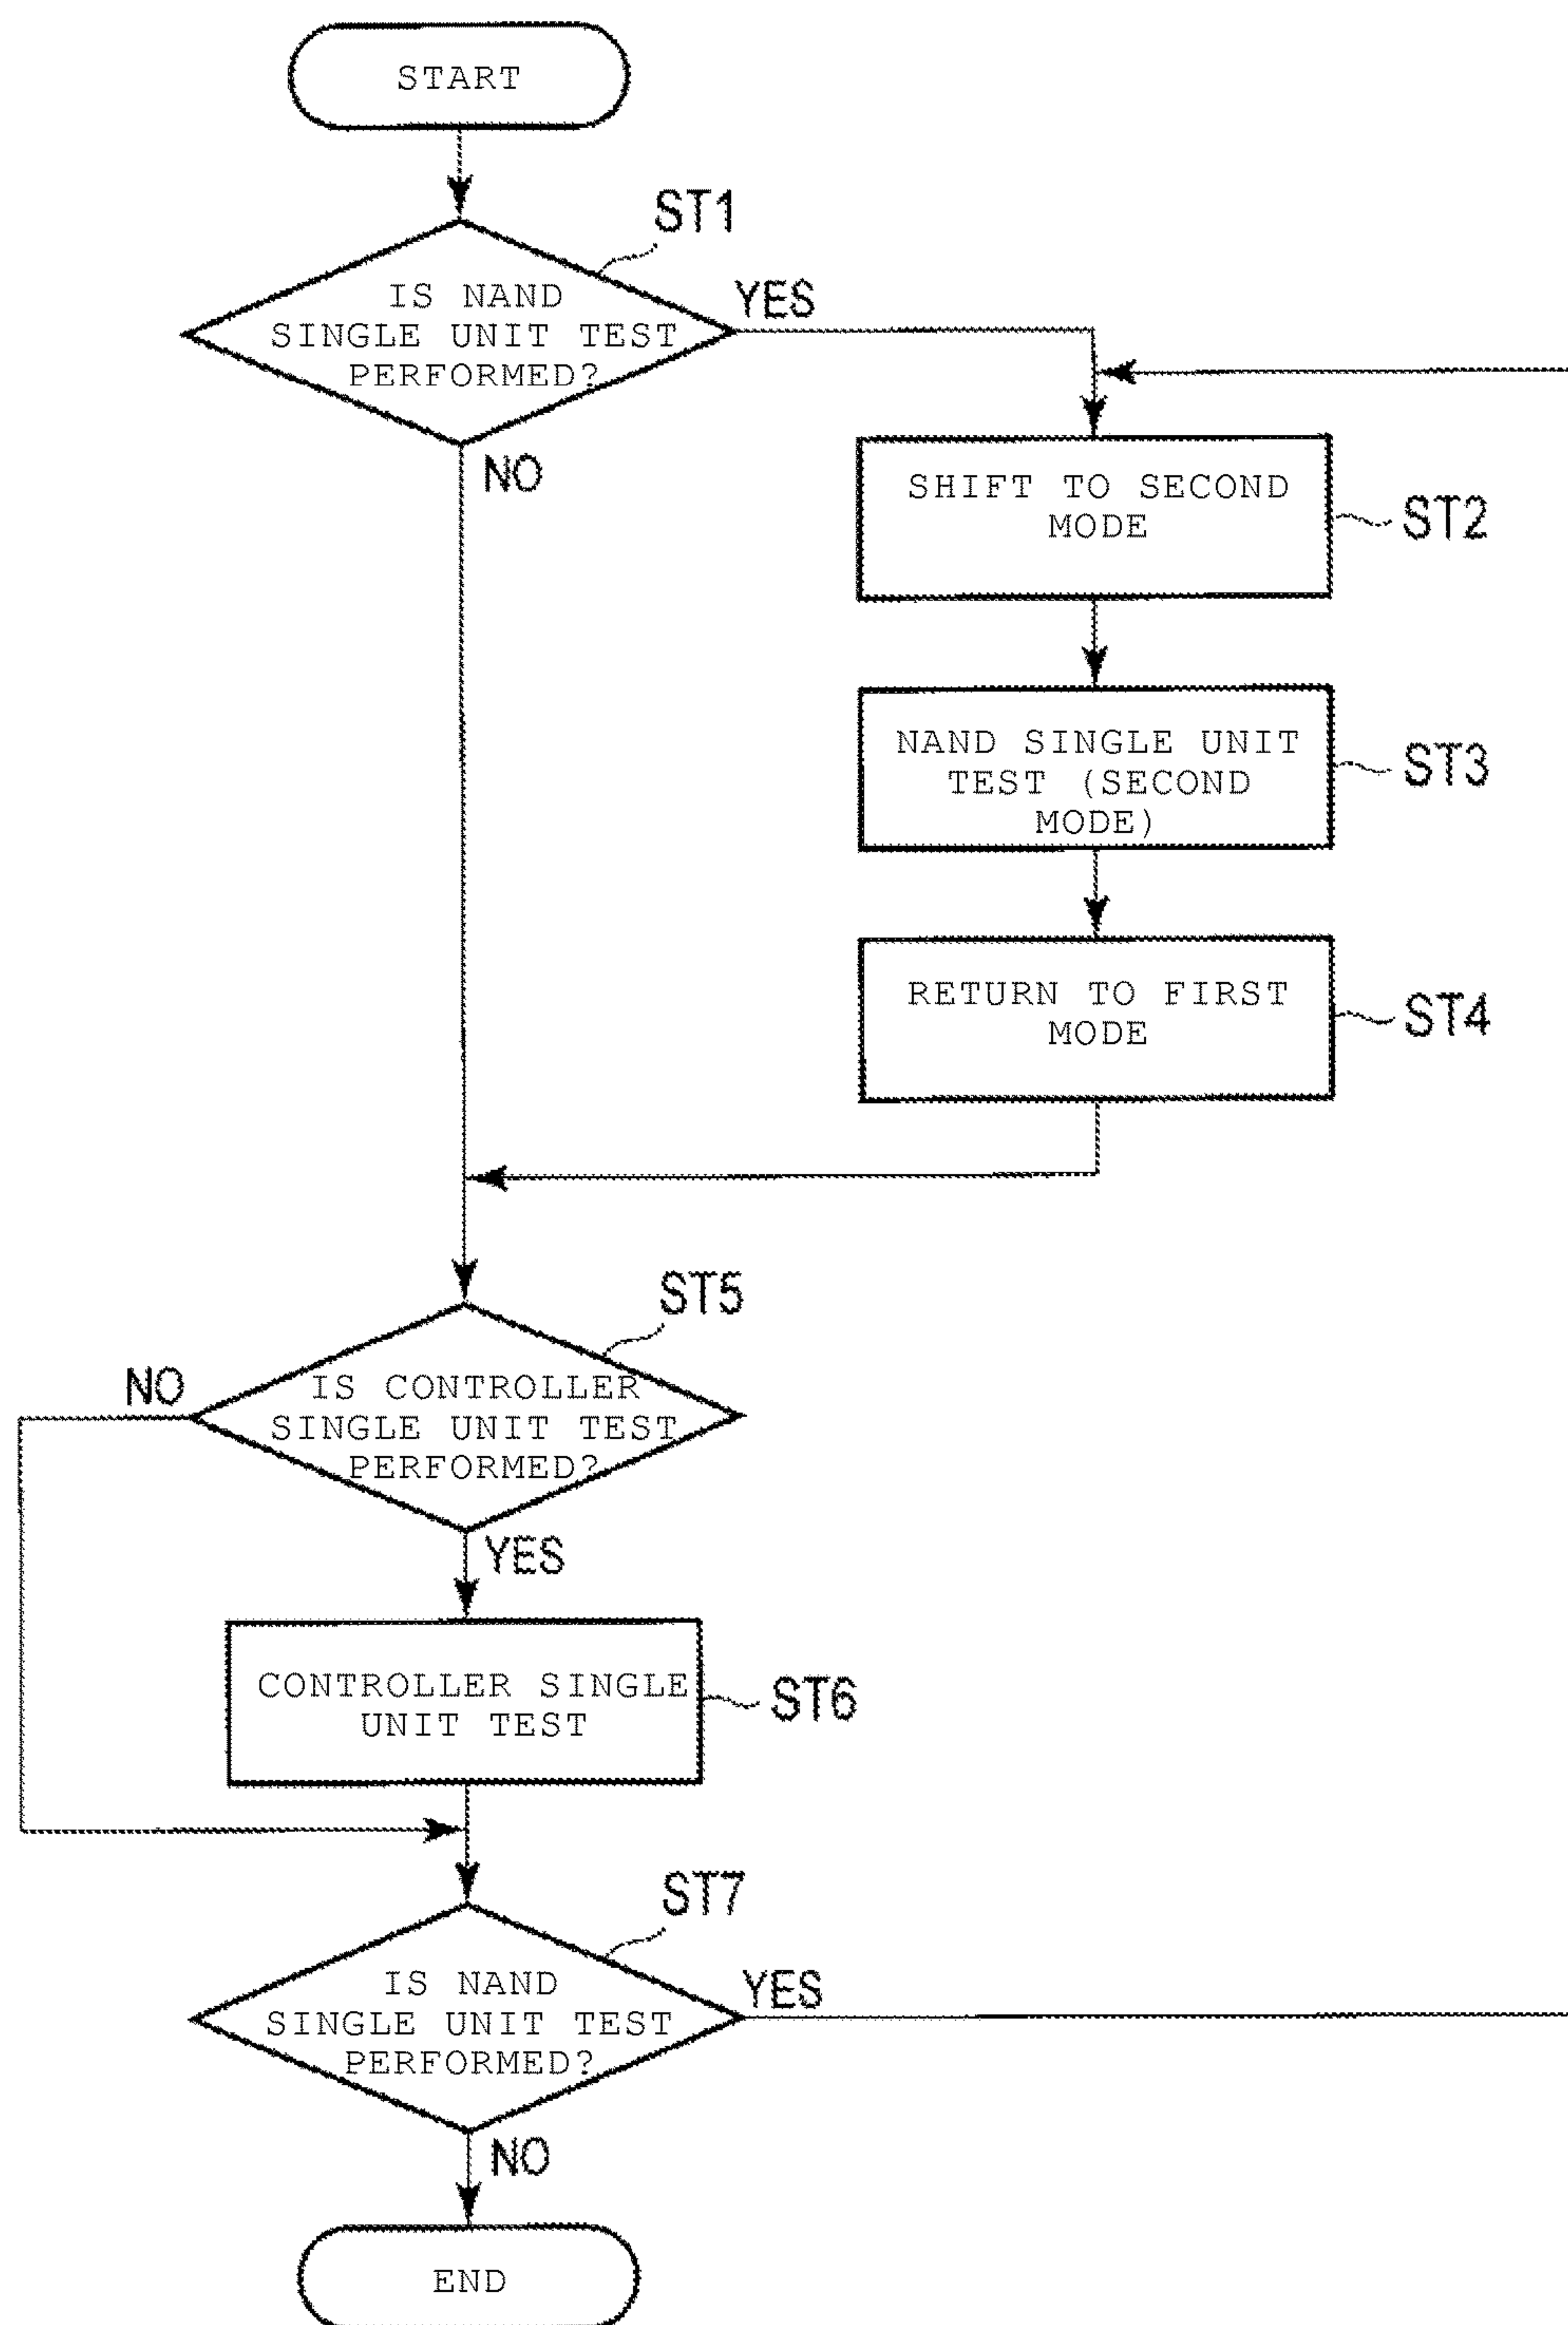 START
ST1
IS NAND
SINGLE UNIT TEST
PERFORMED?
YES
NO
SHIFT TO SECOND
MODE
ST2
NAND SINGLE UNIT
TEST (SECOND
MODE)
ST3
RETURN TO FIRST
MODE
ST4
ST5
NO
IS CONTROLLER
SINGLE UNIT TEST
PERFORMED?
YES
CONTROLLER SINGLE
UNIT TEST
ST6
ST7
IS NAND
SINGLE UNIT TEST
PERFORMED?
YES
NO
END